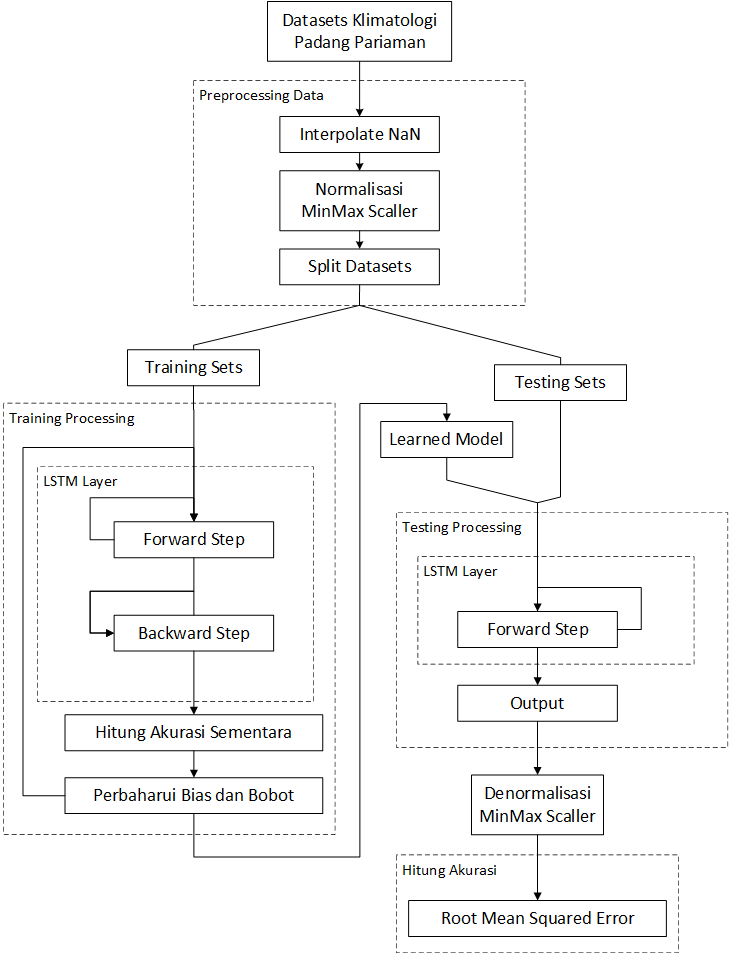 Datasets Klimatologi
Padang Pariaman
Preprocessing Data
Interpolate NaN
Normalisasi
MinMax Scaller
Split Datasets
Training Sets
Testing Sets
Training Processing
Learned Model
LSTM Layer
Forward Step
Backward Step
Hitung Akurasi Sementara
Perbaharui Bias dan Bobot
Testing Processing
LSTM Layer
Forward Step
Output
Denormalisasi
MinMax Scaller
Hitung Akurasi
Root Mean Squared Error